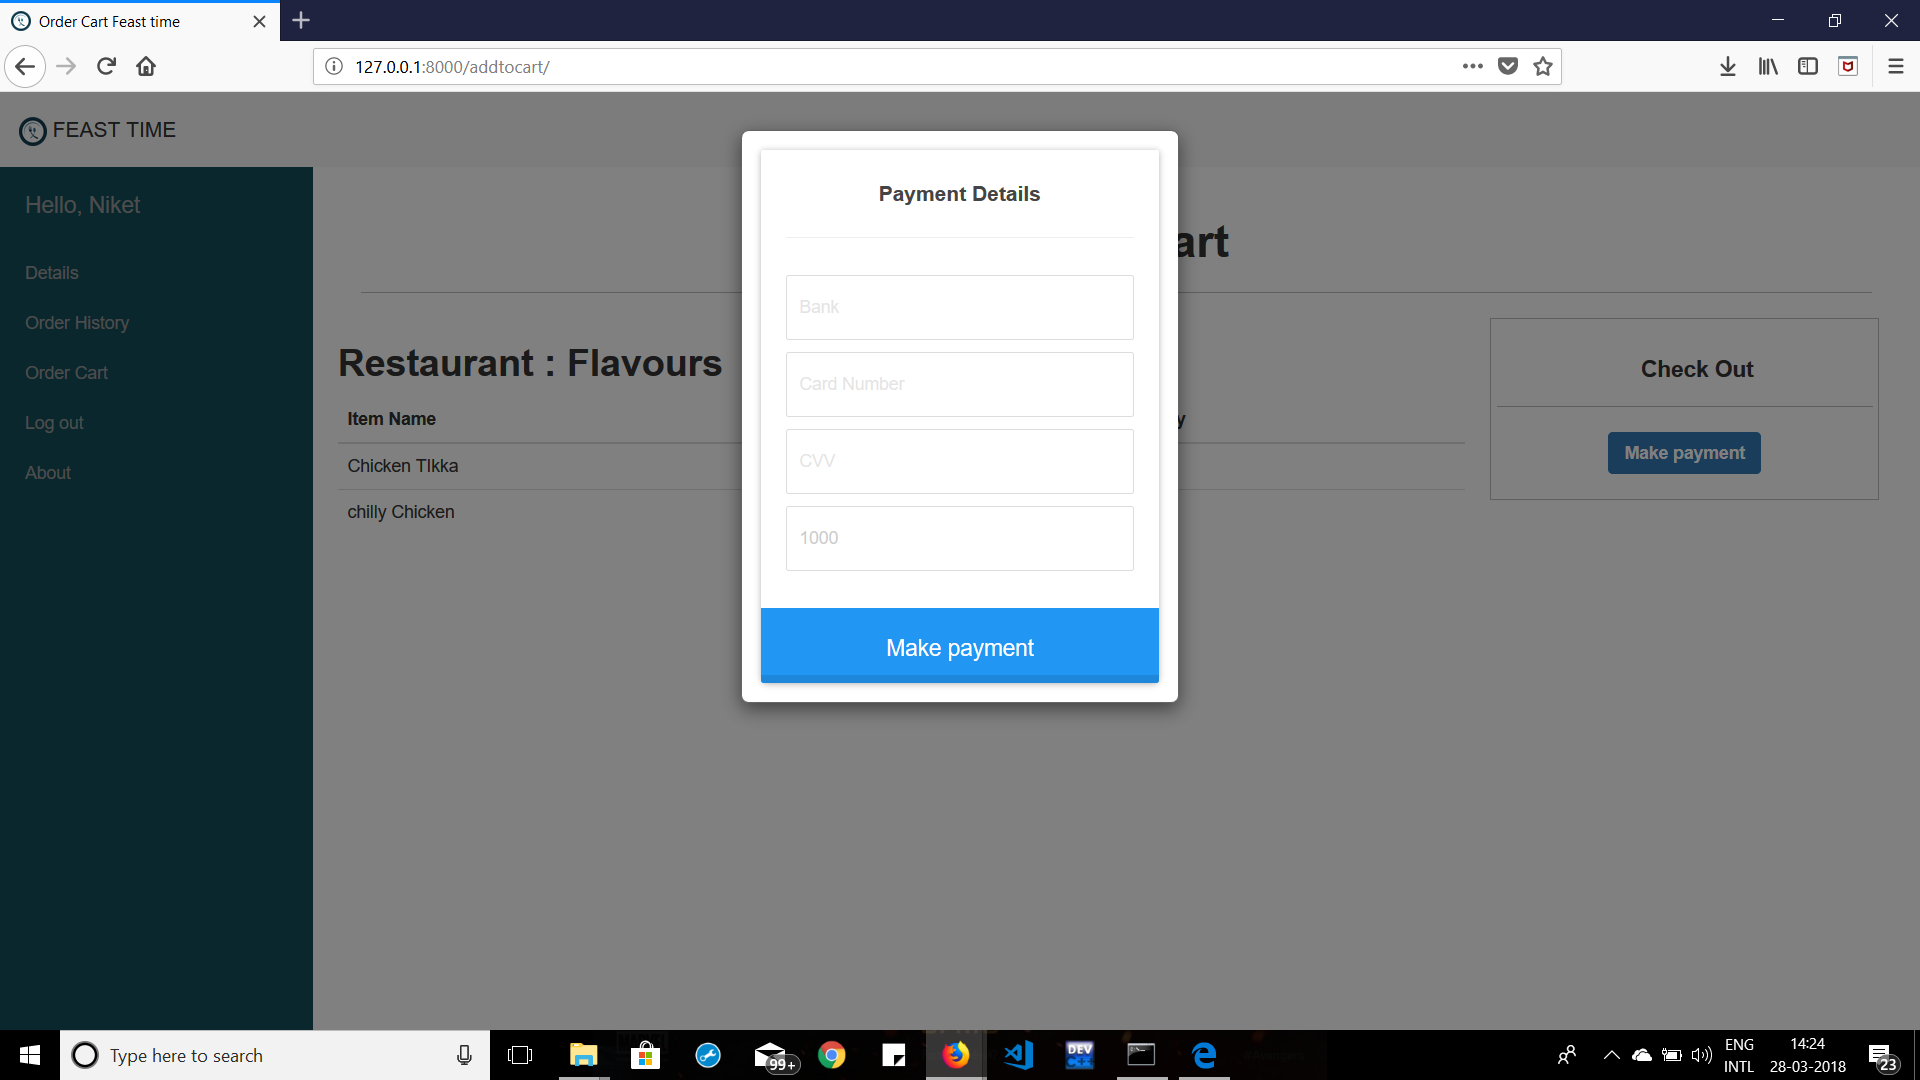 Order Cart Feast time
127.0.0.1:8000/addtocart/
FEAST TIME
Hello, Niket
Details
Order History
Order Cart
Log out
About
art
Restaurant : Flavours
Item Name
y
Chicken TIkka
chilly Chicken
Payment Details
Bank
Card Number
CVV
1000
Make payment
Check Out
Make payment
Type here to search
99+
DEV
C++
ENG
INTL
14:24
28-03-2018
23